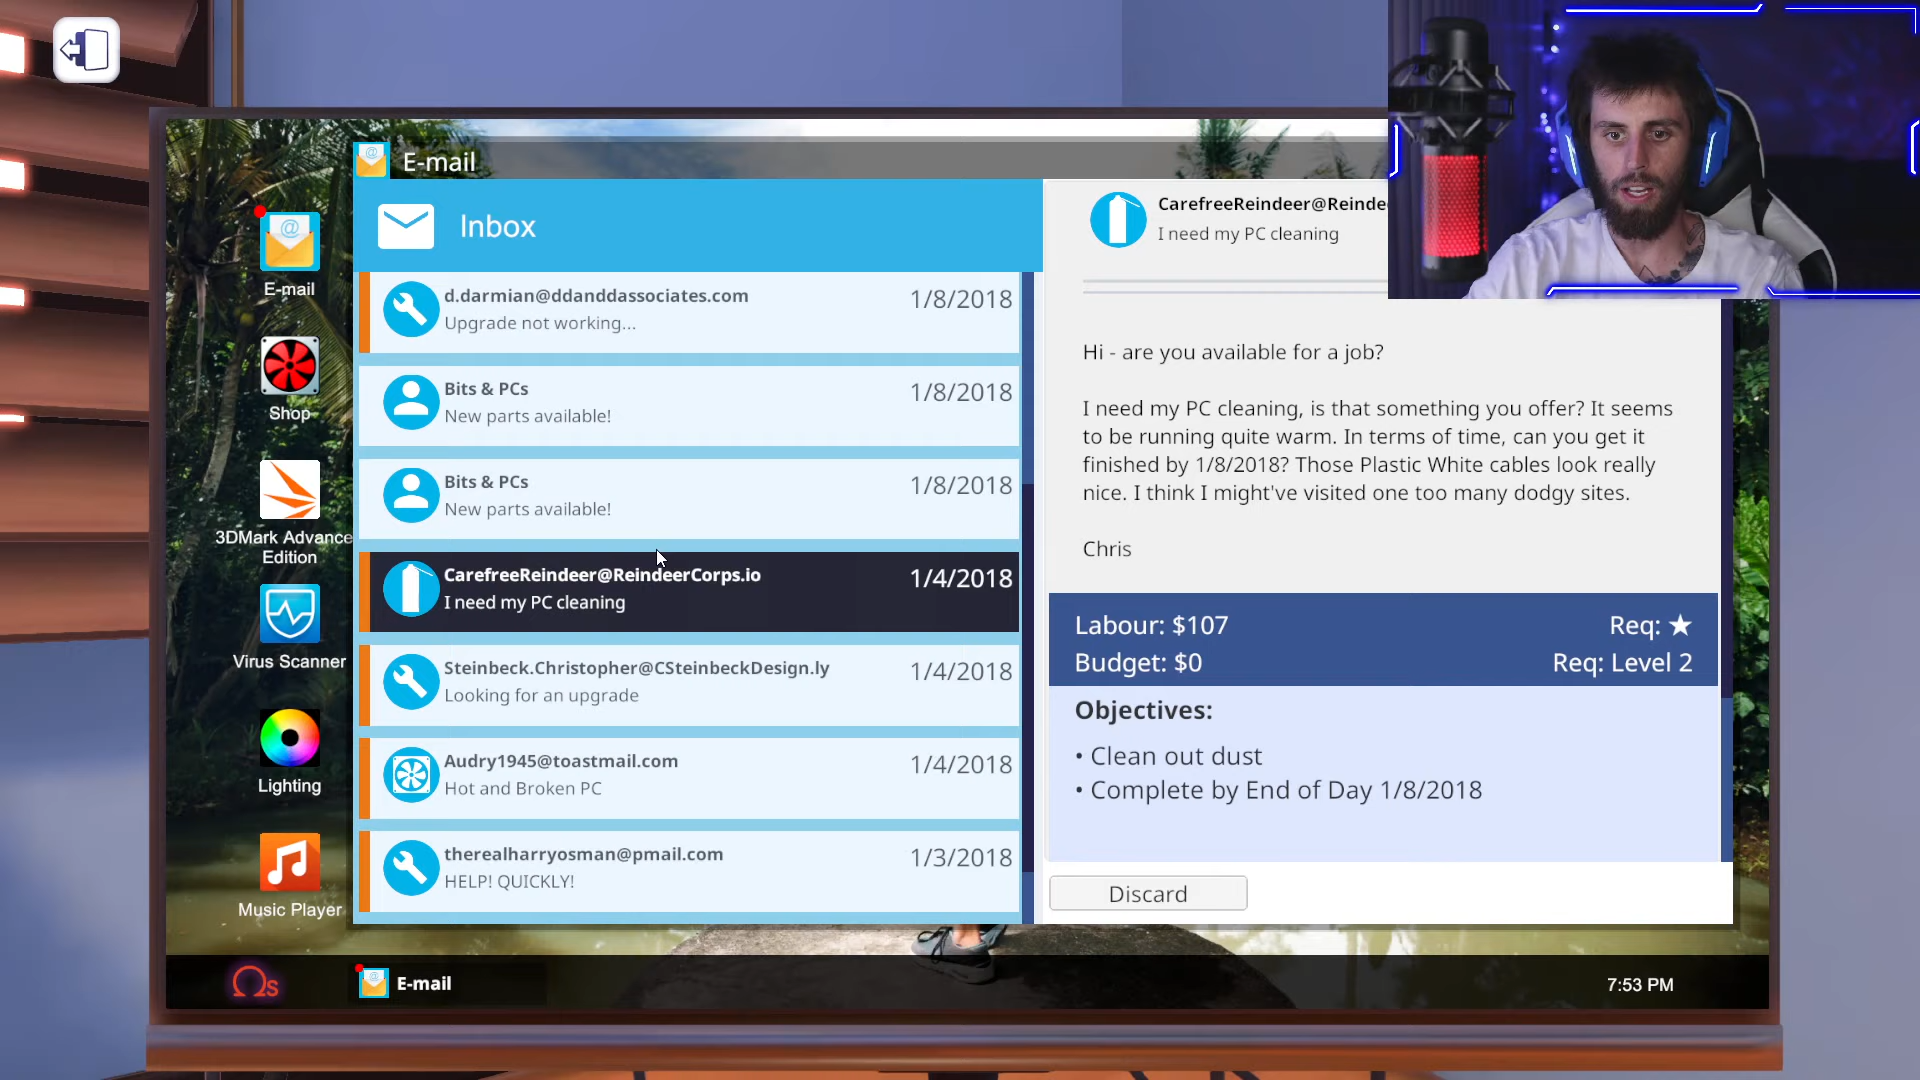 E-mail
Inbox
d.darmian@ddanddassociates.com 1/8/2018
Upgrade not working...
Bits & PCs 1/8/2018
New parts available!
Bits & PCs 1/8/2018
New parts available!
CarefreeReindeer@ReindeerCorps.io 1/4/2018
I need my PC cleaning
Steinbeck.Christopher@CSteinbeckDesign.ly 1/4/2018
Looking for an upgrade
Audry1945@toastmail.com 1/4/2018
Hot and Broken PC
therealharryosman@pmail.com 1/3/2018
HELP! QUICKLY!
CarefreeReindeer@Reinde
I need my PC cleaning
Hi - are you available for a job?
I need my PC cleaning, is that something you offer? It seems
to be running quite warm. In terms of time, can you get it
finished by 1/8/2018? Those Plastic White cables look really
nice. I think I might've visited one too many dodgy sites.
Chris
Labour: $107 Req: ★
Budget: $0 Req: Level 2
Objectives:
• Clean out dust
• Complete by End of Day 1/8/2018
Discard
E-mail
Shop
3DMark Advance
Edition
Virus Scanner
Lighting
Music Player
Ωs
E-mail
7:53 PM